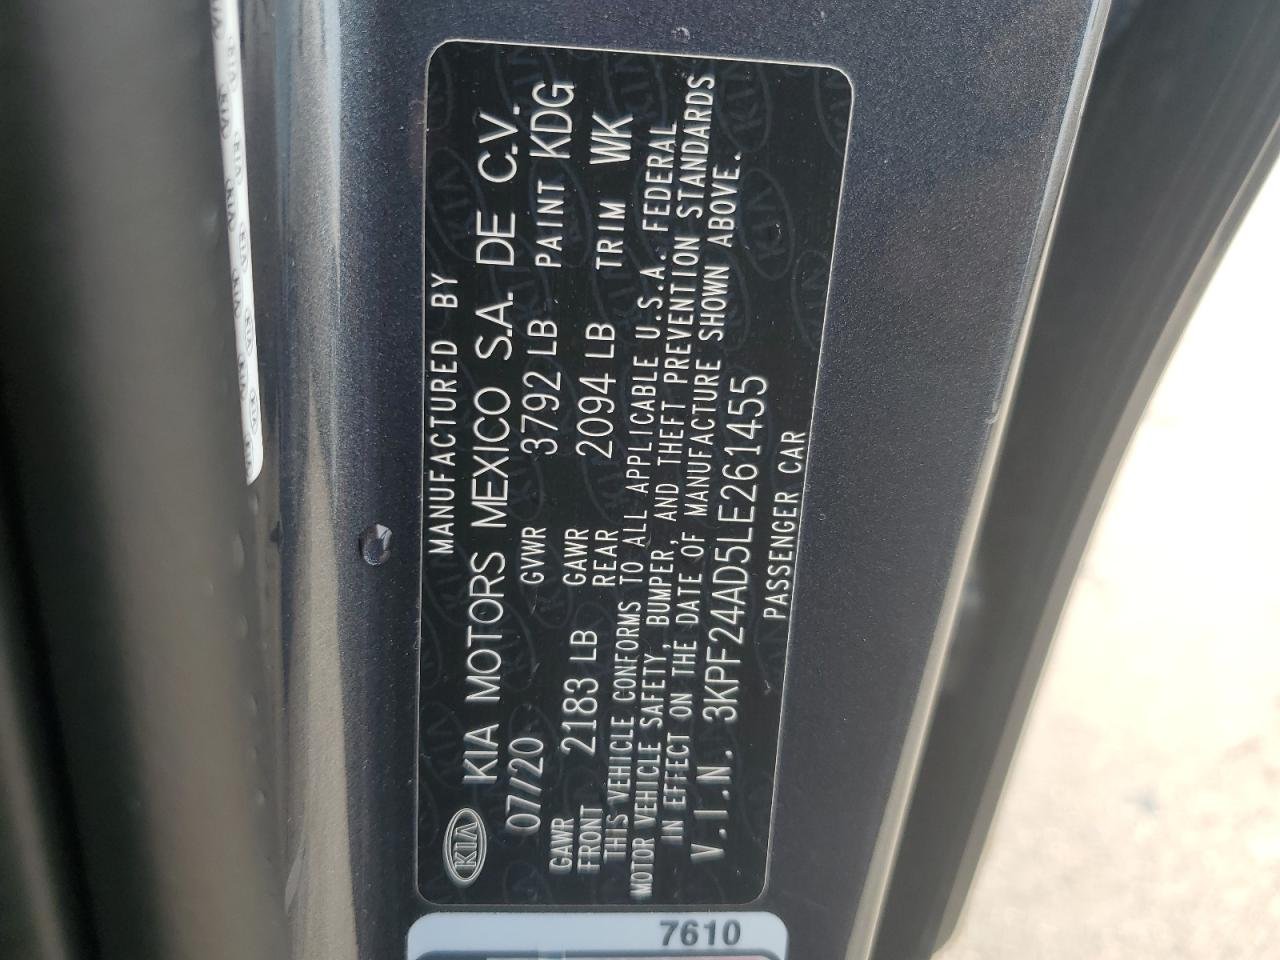 MANUFACTURED BY
KIA KIA MOTORS MEXICO S.A. DE C.V.
07/20 GVWR 3792 LB PAINT KDG
GAWR FRONT 2183 LB GAWR REAR 2094 LB TRIM WK
THIS VEHICLE CONFORMS TO ALL APPLICABLE U.S.A. FEDERAL
MOTOR VEHICLE SAFETY, BUMPER, AND THEFT PREVENTION STANDARDS
IN EFFECT ON THE DATE OF MANUFACTURE SHOWN ABOVE.
V.I.N. 3KPF24AD5LE261455
PASSENGER CAR
7610